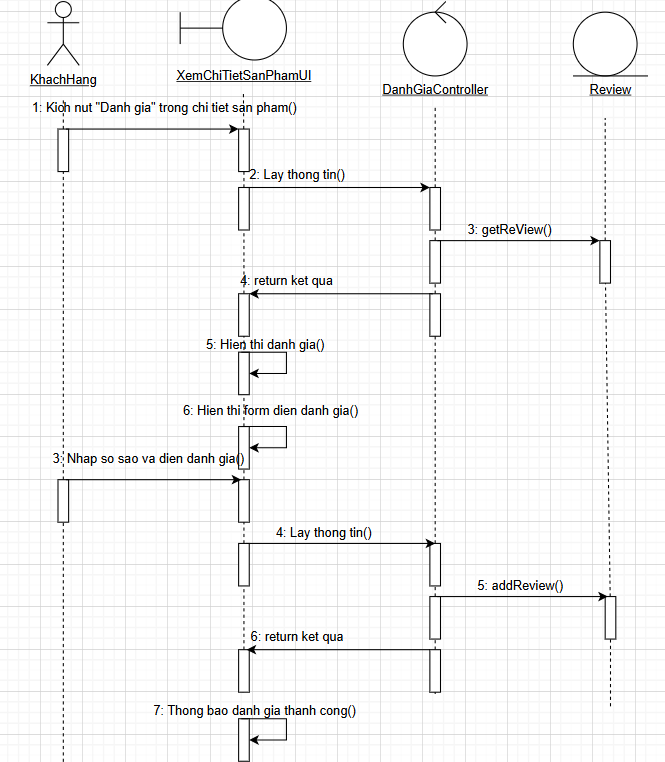 KhachHang
XemChiTietSanPhamUI
DanhGiaController
Review
1: Kich nut "Danh gia" trong chi tiet san pham()
2: Lay thong tin()
3: getReView()
4: return ket qua
5: Hien thi danh gia()
6: Hien thi form dien danh gia()
3: Nhap so sao va dien danh gia()
4: Lay thong tin()
5: addReview()
6: return ket qua
7: Thong bao danh gia thanh cong()